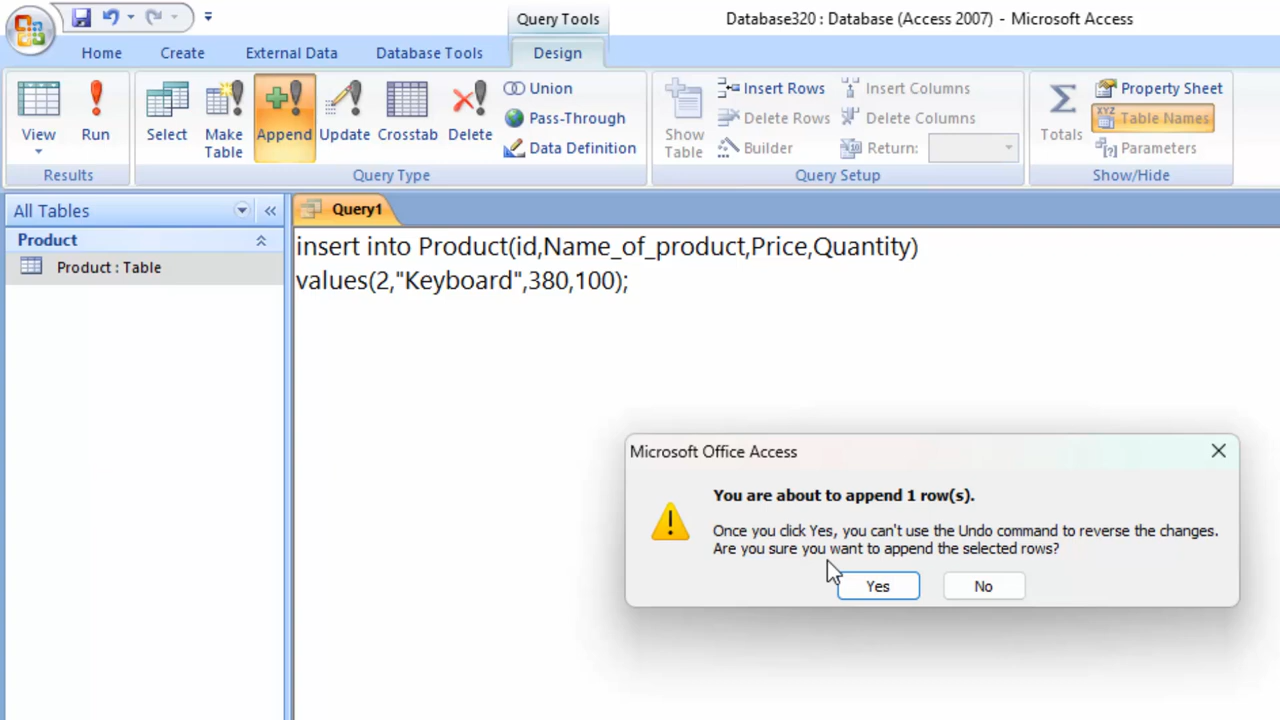 Query Tools
Database320 : Database (Access 2007) - Microsoft Access
Home Create External Data Database Tools Design
View Run Select Make Table Append Update Crosstab Delete
Union
Pass-Through
Data Definition
Show Table
Insert Rows
Delete Rows
Builder
Insert Columns
Delete Columns
Return:
Totals
Property Sheet
XYZ Table Names
[?] Parameters
Results Query Type Query Setup Show/Hide
All Tables
Product
Product : Table
Query1
insert into Product(id,Name_of_product,Price,Quantity)
values(2,"Keyboard",380,100);
Microsoft Office Access
You are about to append 1 row(s).
Once you click Yes, you can't use the Undo command to reverse the changes.
Are you sure you want to append the selected rows?
Yes No